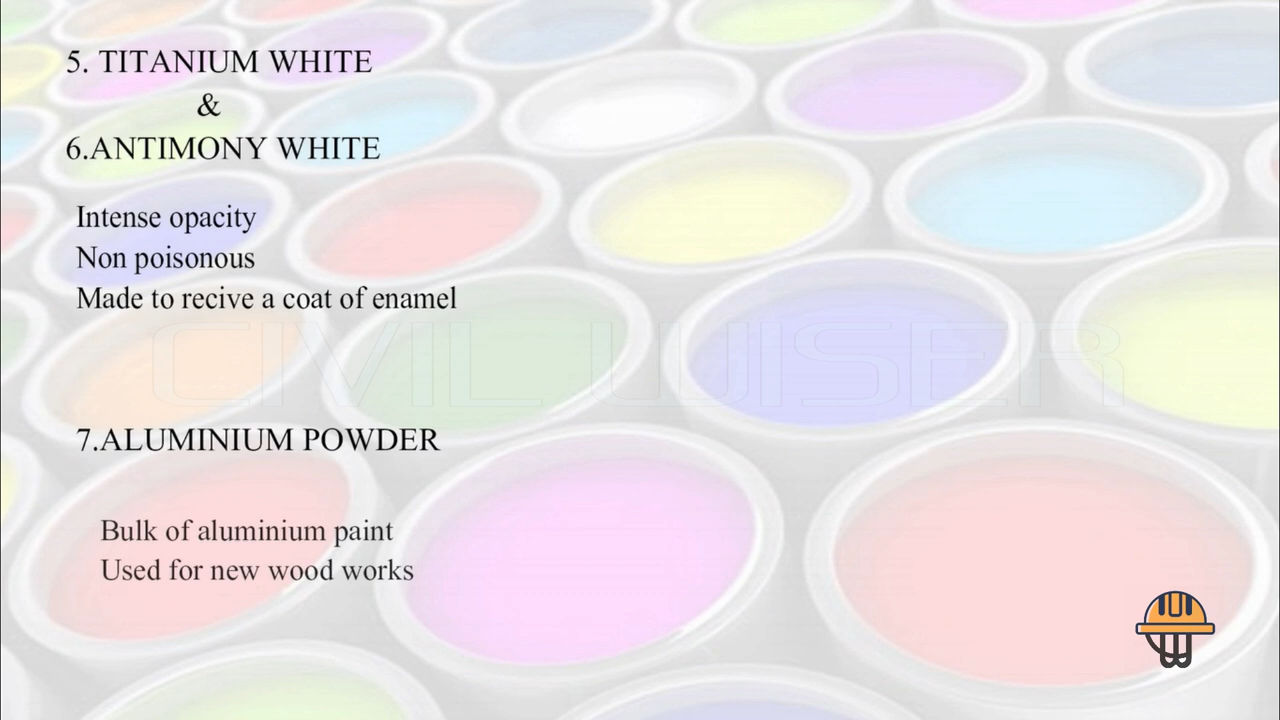 5. TITANIUM WHITE
&
6.ANTIMONY WHITE
Intense opacity
Non poisonous
Made to recive a coat of enamel
CIVIL WISER
7.ALUMINIUM POWDER
Bulk of aluminium paint
Used for new wood works